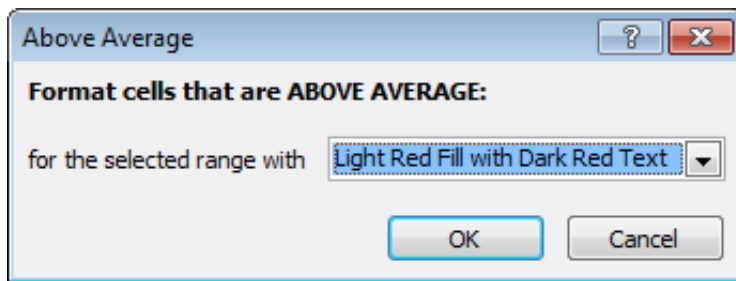 Above Average
Format cells that are ABOVE AVERAGE:
for the selected range with Light Red Fill with Dark Red Text
OK Cancel